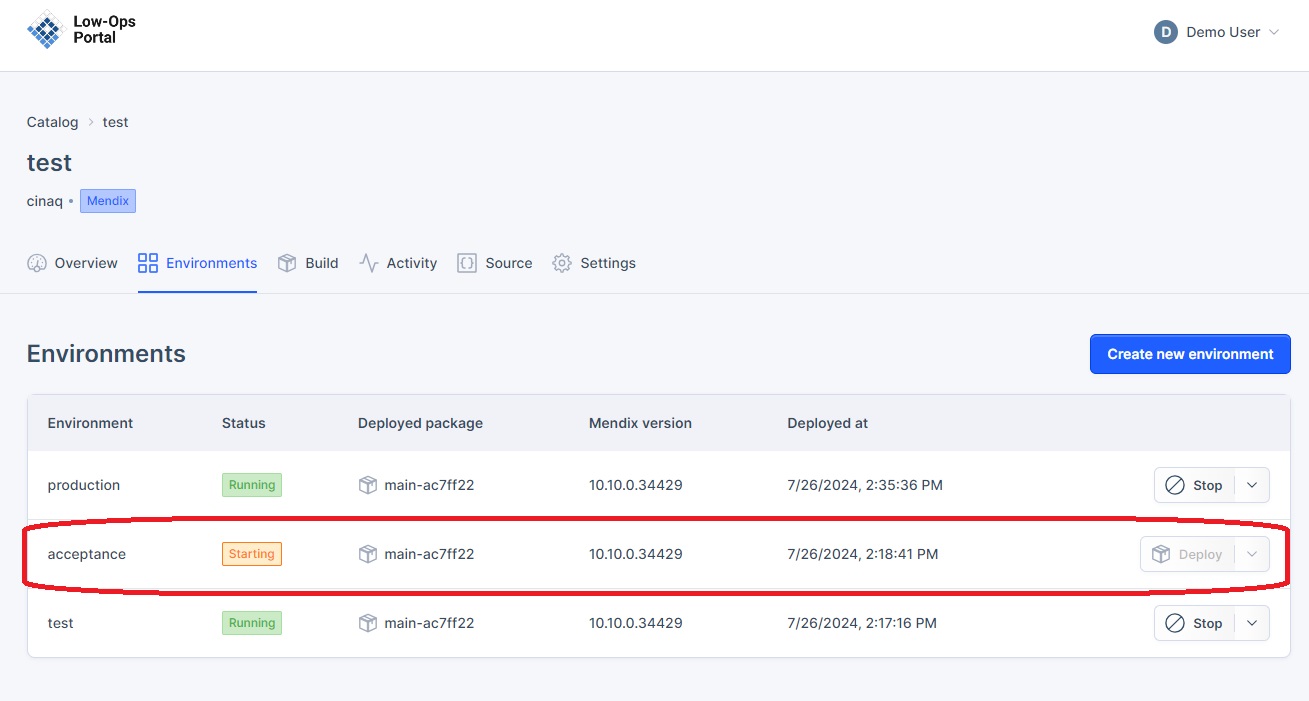 Low-Ops
Portal
D Demo User
Catalog > test
test
cinaq • Mendix
Overview Environments Build Activity Source Settings
Environments
Create new environment
Environment Status Deployed package Mendix version Deployed at
production Running main-ac7ff22 10.10.0.34429 7/26/2024, 2:35:36 PM Stop
acceptance Starting main-ac7ff22 10.10.0.34429 7/26/2024, 2:18:41 PM Deploy
test Running main-ac7ff22 10.10.0.34429 7/26/2024, 2:17:16 PM Stop